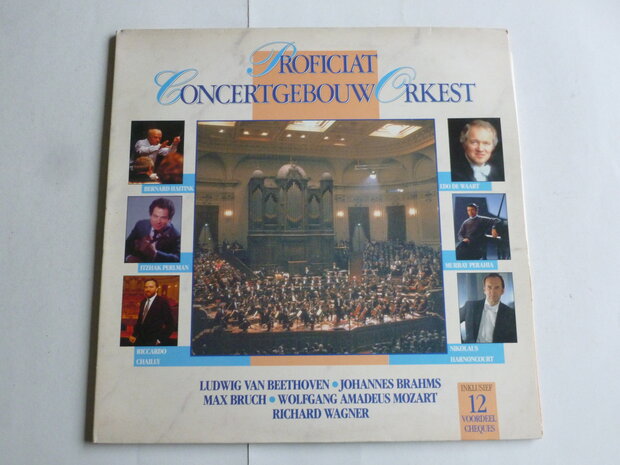 PROFICIAT
CONCERTGEBOUW ORKEST
BERNARD HAITINK
EDO DE WAART
ITZHAK PERLMAN
MURRAY PERAHIA
RICCARDO
CHAILLY
NIKOLAUS
HARNONCOURT
LUDWIG VAN BEETHOVEN • JOHANNES BRAHMS
MAX BRUCH • WOLFGANG AMADEUS MOZART
RICHARD WAGNER
INKLUSIEF
12
VOORDEEL
CHEQUES